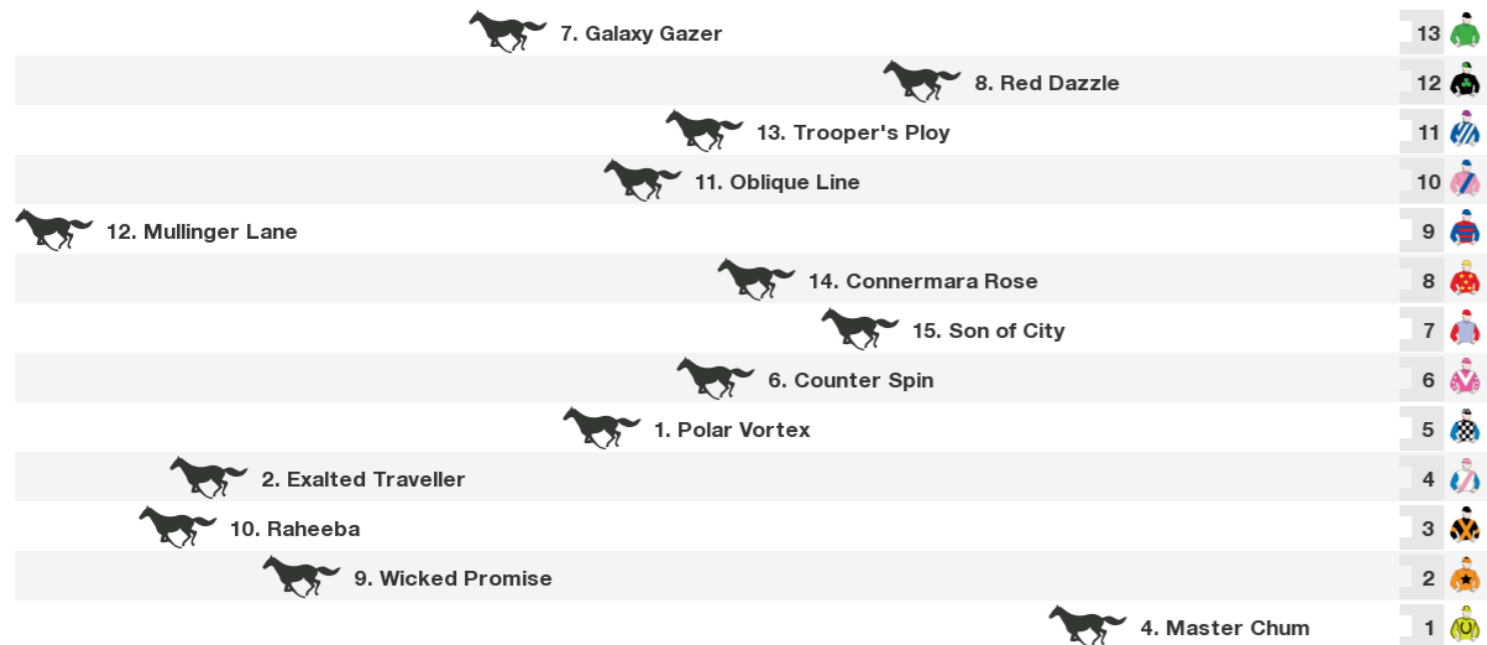 7. Galaxy Gazer 13
8. Red Dazzle 12
13. Trooper's Ploy 11
11. Oblique Line 10
12. Mullinger Lane 9
14. Connermara Rose 8
15. Son of City 7
6. Counter Spin 6
1. Polar Vortex 5
2. Exalted Traveller 4
10. Raheeba 3
9. Wicked Promise 2
4. Master Chum 1